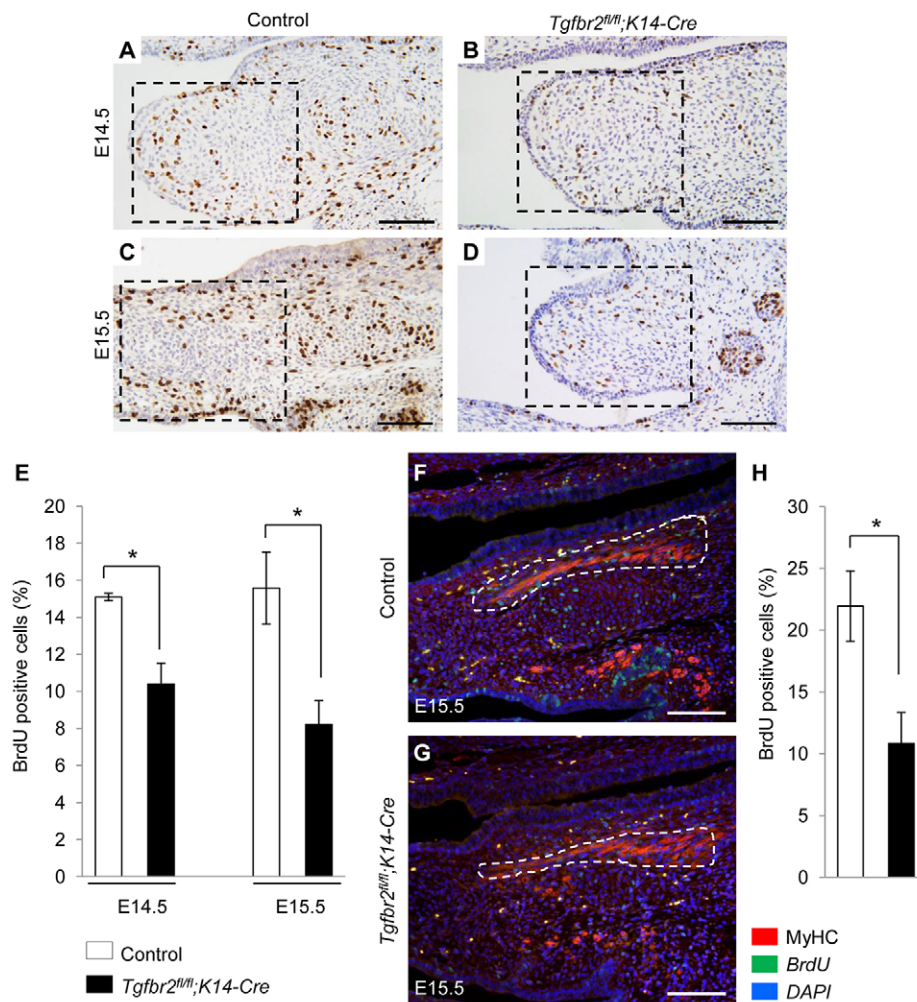 Control
Tgfbr2fl/fl;K14-Cre
A
B
E14.5
C
D
E15.5
E
20
18
16
14
12
10
8
6
4
2
0
BrdU positive cells (%)
*
*
E14.5
E15.5
Control
Tgfbr2fl/fl;K14-Cre
F
Control
E15.5
G
Tgfbr2fl/fl;K14-Cre
E15.5
H
30
25
20
15
10
5
0
BrdU positive cells (%)
*
MyHC
BrdU
DAPI